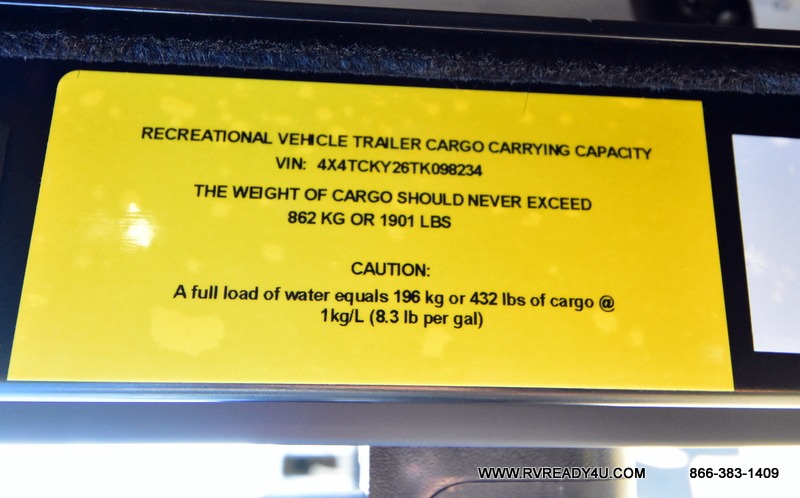 RECREATIONAL VEHICLE TRAILER CARGO CARRYING CAPACITY
VIN: 4X4TCKY26TK098234
THE WEIGHT OF CARGO SHOULD NEVER EXCEED
862 KG OR 1901 LBS
CAUTION:
A full load of water equals 196 kg or 432 lbs of cargo @
1kg/L (8.3 lb per gal)
WWW.RVREADY4U.COM 866-383-1409